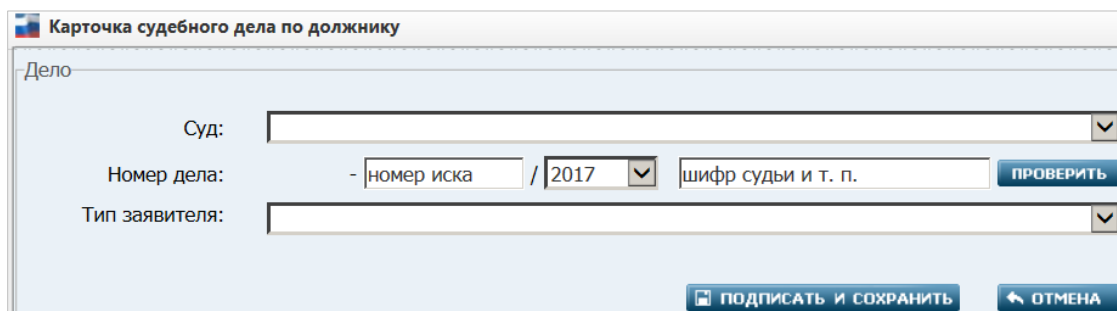 Карточка судебного дела по должнику
Дело
Суд:
Номер дела: - номер иска / 2017 шифр судьи и т. п. ПРОВЕРИТЬ
Тип заявителя:
ПОДПИСАТЬ И СОХРАНИТЬ ОТМЕНА